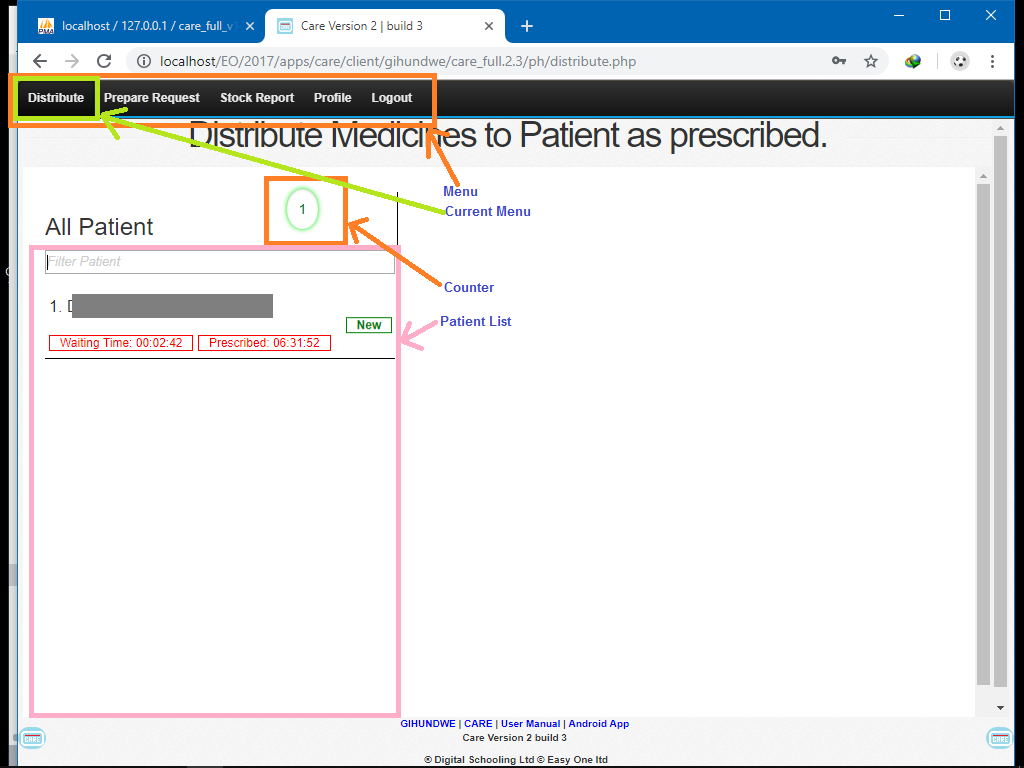 localhost / 127.0.0.1 / care_full_v
Care Version 2 | build 3
localhost/EO/2017/apps/care/client/gihundwe/care_full.2.3/ph/distribute.php
Distribute Prepare Request Stock Report Profile Logout
Distribute Medicines to Patient as prescribed.
Menu
Current Menu
1
All Patient
Filter Patient
Counter
1.
Patient List
New
Waiting Time: 00:02:42 Prescribed: 06:31:52
GIHUNDWE | CARE | User Manual | Android App
Care Version 2 build 3
® Digital Schooling Ltd © Easy One ltd